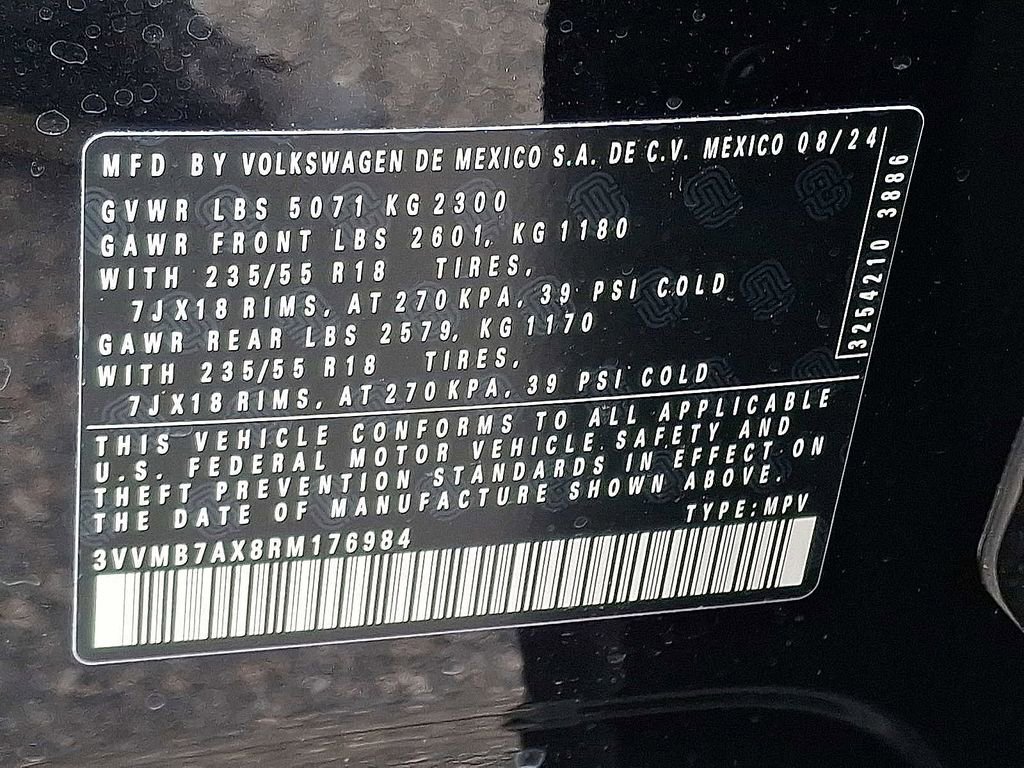 MFD BY VOLKSWAGEN DE MEXICO S.A. DE C.V. MEXICO 08/24
GVWR LBS 5071 KG 2300
GAWR FRONT LBS 2601, KG 1180
WITH 235/55 R18 TIRES,
7JX18 RIMS, AT 270 KPA, 39 PSI COLD
GAWR REAR LBS 2579, KG 1170
WITH 235/55 R18 TIRES,
7JX18 RIMS, AT 270 KPA, 39 PSI COLD
3254210 3886
THIS VEHICLE CONFORMS TO ALL APPLICABLE
U.S. FEDERAL MOTOR VEHICLE SAFETY AND
THEFT PREVENTION STANDARDS IN EFFECT ON
THE DATE OF MANUFACTURE SHOWN ABOVE.
TYPE: MPV
3VVMB7AX8RM176984